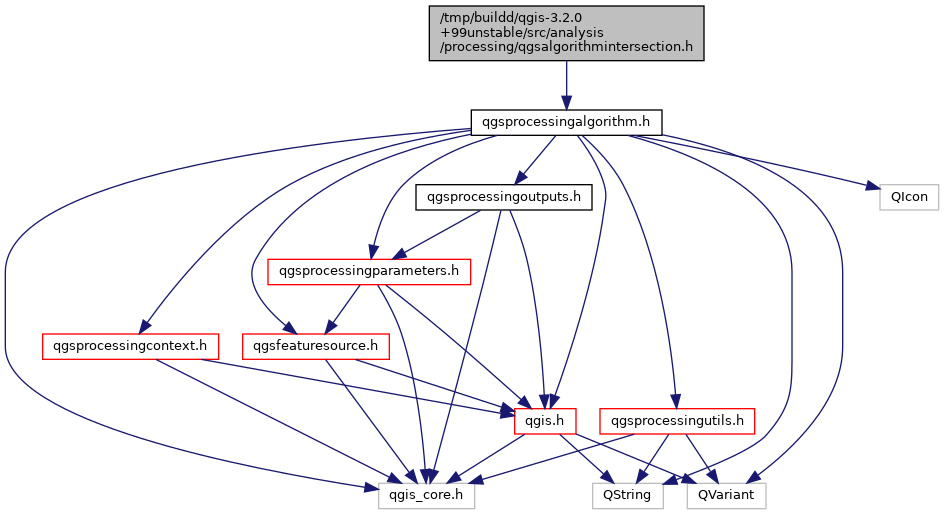 /tmp/buildd/qgis-3.2.0
+99unstable/src/analysis
/processing/qgsalgorithmintersection.h
qgsprocessingalgorithm.h
qgsprocessingoutputs.h
QIcon
qgsprocessingparameters.h
qgsprocessingcontext.h
qgsfeaturesource.h
qgis.h
qgsprocessingutils.h
qgis_core.h
QString
QVariant